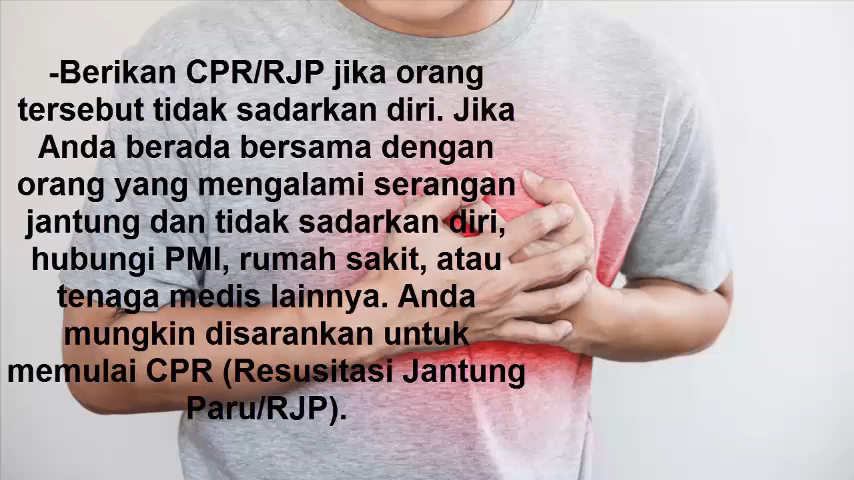 -Berikan CPR/RJP jika orang
tersebut tidak sadarkan diri. Jika
Anda berada bersama dengan
orang yang mengalami serangan
jantung dan tidak sadarkan diri,
hubungi PMI, rumah sakit, atau
tenaga medis lainnya. Anda
mungkin disarankan untuk
memulai CPR (Resusitasi Jantung
Paru/RJP).